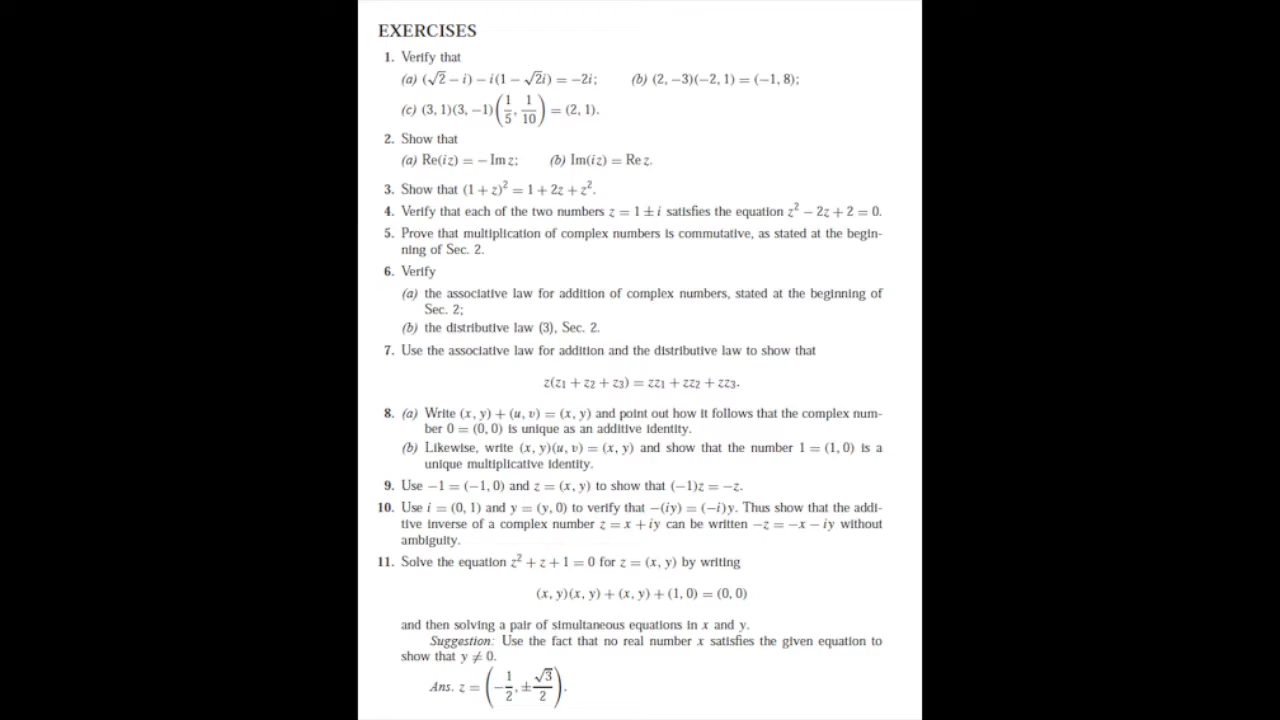 EXERCISES
1. Verify that
(a) (√2 − i) − i(1 − √2i) = −2i; (b) (2, −3)(−2, 1) = (−1, 8);
(c) (3, 1)(3, −1)(1/5, 1/10) = (2, 1).
2. Show that
(a) Re(iz) = − Im z; (b) Im(iz) = Re z.
3. Show that (1 + z)² = 1 + 2z + z².
4. Verify that each of the two numbers z = 1 ± i satisfies the equation z² − 2z + 2 = 0.
5. Prove that multiplication of complex numbers is commutative, as stated at the begin-
ning of Sec. 2.
6. Verify
(a) the associative law for addition of complex numbers, stated at the beginning of
Sec. 2;
(b) the distributive law (3), Sec. 2.
7. Use the associative law for addition and the distributive law to show that
z(z₁ + z₂ + z₃) = zz₁ + zz₂ + zz₃.
8. (a) Write (x, y) + (u, v) = (x, y) and point out how it follows that the complex num-
ber 0 = (0, 0) is unique as an additive identity.
(b) Likewise, write (x, y)(u, v) = (x, y) and show that the number 1 = (1, 0) is a
unique multiplicative identity.
9. Use −1 = (−1, 0) and z = (x, y) to show that (−1)z = −z.
10. Use i = (0, 1) and y = (y, 0) to verify that −(iy) = (−i)y. Thus show that the addi-
tive inverse of a complex number z = x + iy can be written −z = −x − iy without
ambiguity.
11. Solve the equation z² + z + 1 = 0 for z = (x, y) by writing
(x, y)(x, y) + (x, y) + (1, 0) = (0, 0)
and then solving a pair of simultaneous equations in x and y.
Suggestion: Use the fact that no real number x satisfies the given equation to
show that y ≠ 0.
Ans. z = (−1/2, ±√3/2).